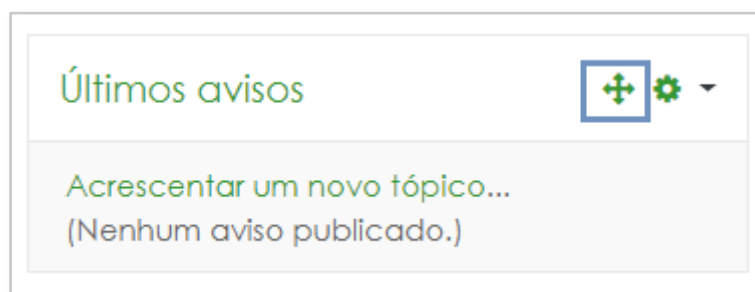 Últimos avisos
Acrescentar um novo tópico...
(Nenhum aviso publicado.)